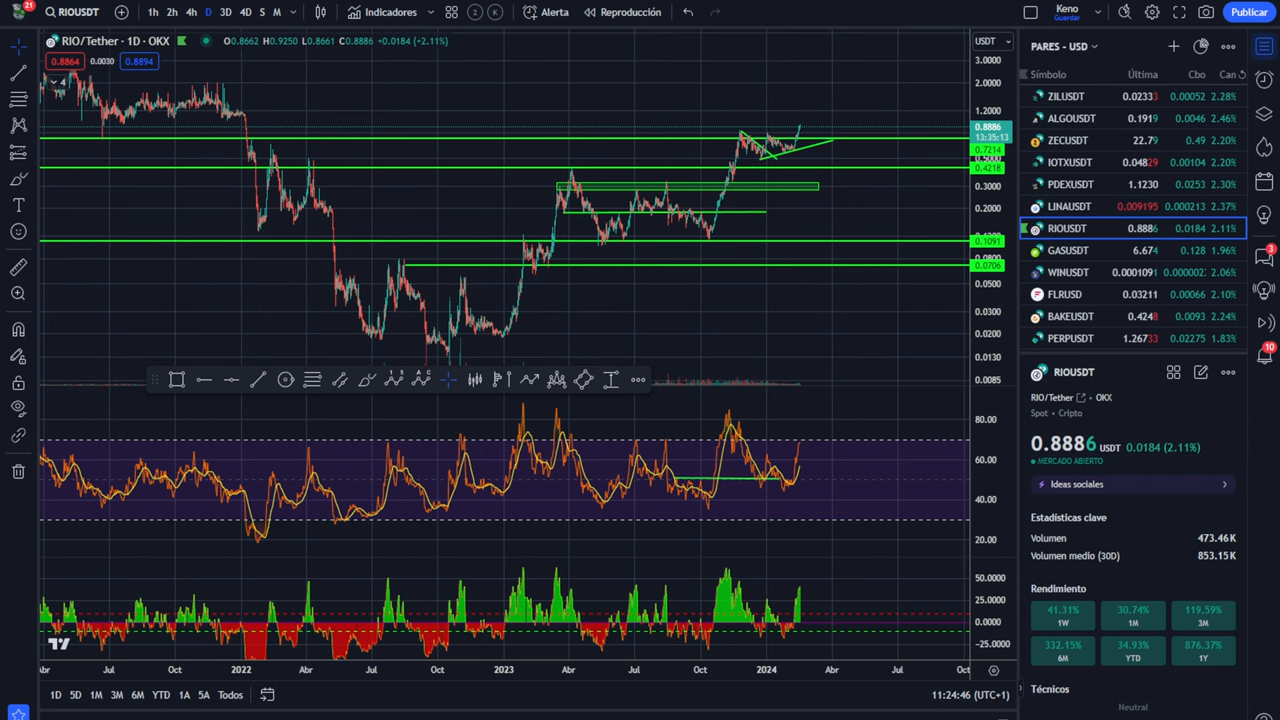 21
RIOUSDT
1h 2h 4h D 3D 4D S M
Indicadores
2 K
Alerta
Reproducción
Keno
Guardar
Publicar
RIO/Tether · 1D · OKX
O0.8662 H0.9250 L0.8661 C0.8886 +0.0184 (+2.11%)
0.8864 0.0030 0.8894
4
USDT
3.0000
2.0000
1.2000
0.8886
13:35:13
0.7214
0.5000
0.4218
0.3000
0.2000
0.1091
0.0706
0.0500
0.0300
0.0200
0.0130
0.0085
80.00
60.00
40.00
20.00
50.0000
25.0000
0.0000
-25.0000
Jul Oct 2022 Abr Jul Oct 2023 Abr Jul Oct 2024 Abr Jul Oct
1D 5D 1M 3M 6M YTD 1A 5A Todos
11:24:46 (UTC+1)
PARES - USD
Símbolo Última Cbo Can
ZILUSDT 0.02333 0.00052 2.28%
ALGOUSDT 0.1919 0.0046 2.46%
ZECUSDT 22.79 0.49 2.20%
IOTXUSDT 0.04829 0.00104 2.20%
PDEXUSDT 1.1230 0.0253 2.30%
LINAUSDT 0.009195 0.000213 2.37%
RIOUSDT 0.8886 0.0184 2.11%
GASUSDT 6.674 0.128 1.96%
WINUSDT 0.0001091 0.000002 2.06%
FLRUSD 0.03211 0.00066 2.10%
BAKEUSDT 0.4248 0.0093 2.24%
PERPUSDT 1.26733 0.02275 1.83%
RIOUSDT
RIO/Tether OKX
Spot · Cripto
0.8886 USDT 0.0184 (2.11%)
MERCADO ABIERTO
Ideas sociales
Estadísticas clave
Volumen 473.46K
Volumen medio (30D) 853.15K
Rendimiento
41.31% 30.74% 119.59%
1W 1M 3M
332.15% 34.93% 876.37%
6M YTD 1Y
Técnicos
Neutral
3
10